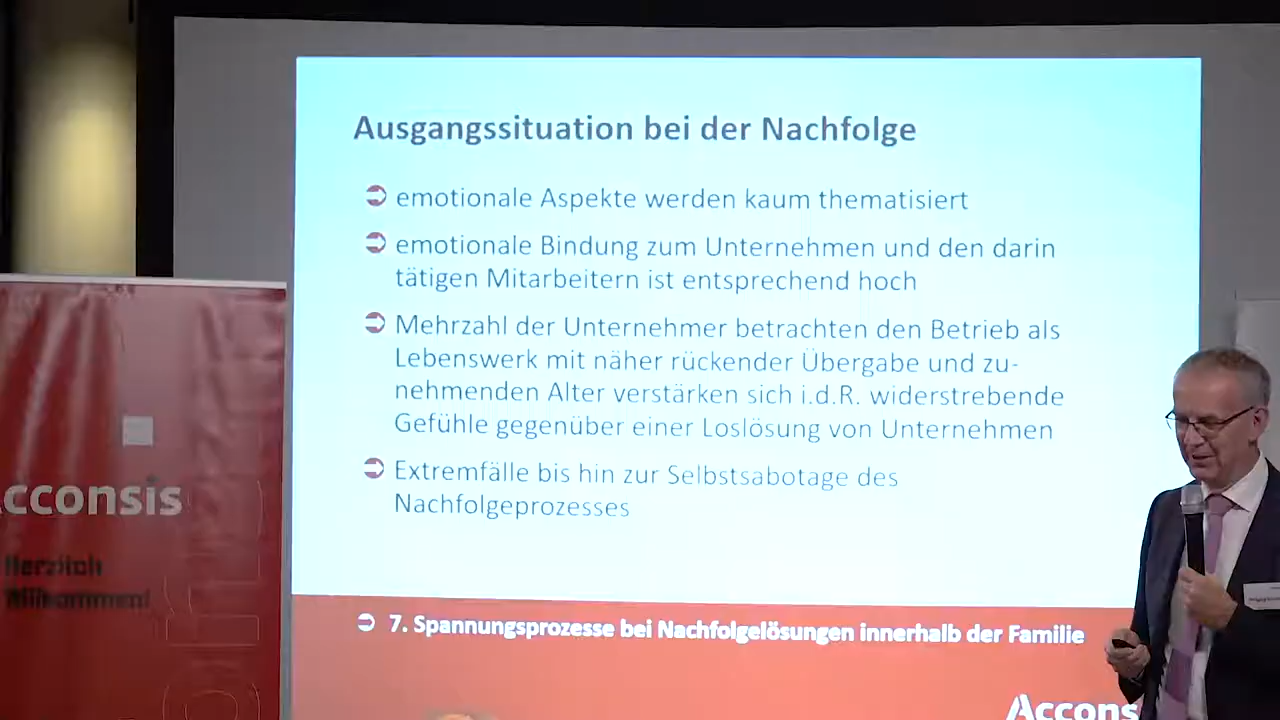 Ausgangssituation bei der Nachfolge
emotionale Aspekte werden kaum thematisiert
emotionale Bindung zum Unternehmen und den darin
tätigen Mitarbeitern ist entsprechend hoch
Mehrzahl der Unternehmer betrachten den Betrieb als
Lebenswerk mit näher rückender Übergabe und zu-
nehmenden Alter verstärken sich i.d.R. widerstrebende
Gefühle gegenüber einer Loslösung von Unternehmen
Extremfälle bis hin zur Selbstsabotage des
Nachfolgeprozesses
7. Spannungsprozesse bei Nachfolgelösungen innerhalb der Familie
Accons
cconsis
Herzlich
Willkommen!